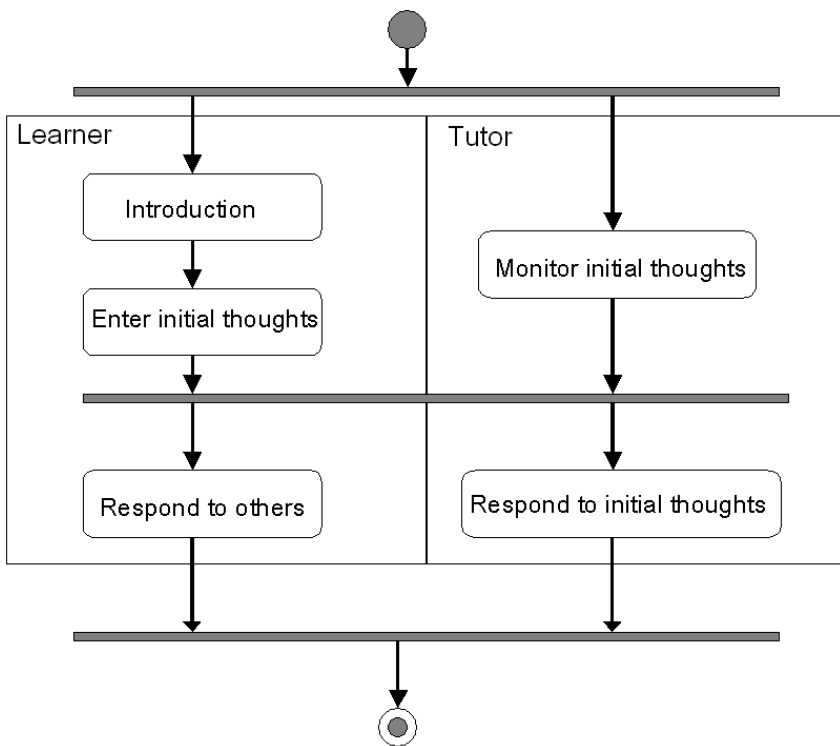 Learner
Tutor
Introduction
Monitor initial thoughts
Enter initial thoughts
Respond to others
Respond to initial thoughts